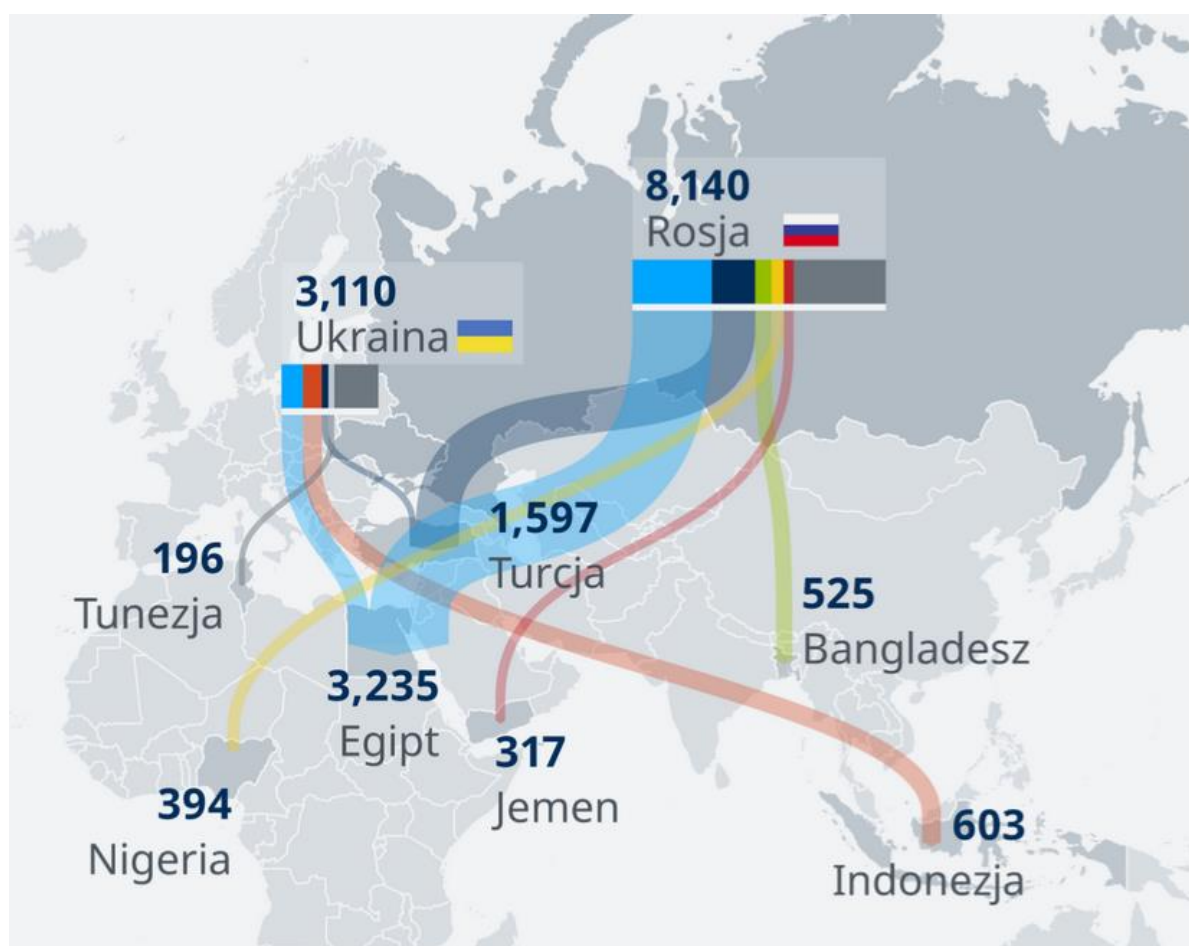 8,140
Rosja
3,110
Ukraina
1,597
Turcja
196
Tunezja
525
Bangladesz
3,235
Egipt
317
Jemen
394
Nigeria
603
Indonezja